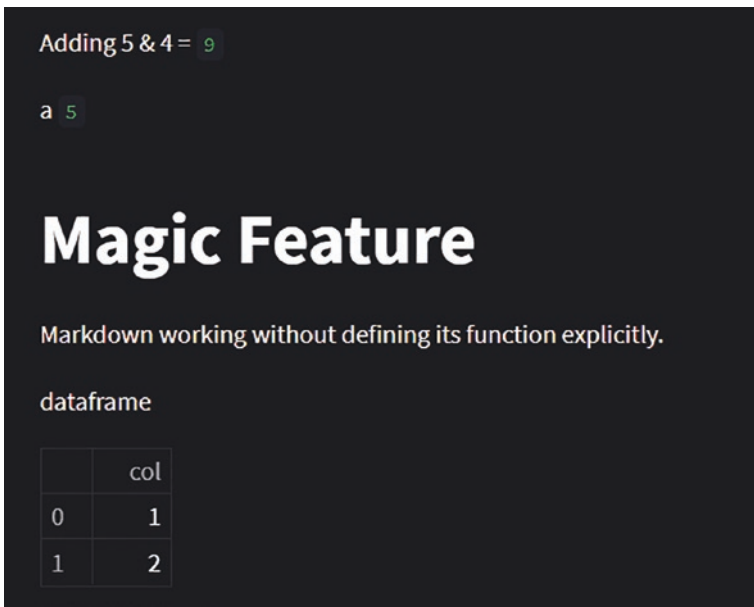 Adding 5 & 4 = 9
a 5
Magic Feature
Markdown working without defining its function explicitly.
dataframe
col
0 1
1 2